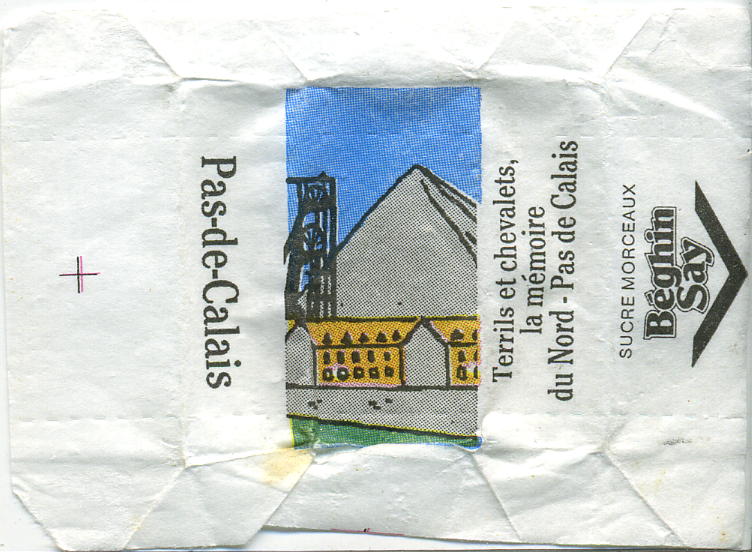 Pas-de-Calais
Terrils et chevalets,
la mémoire
du Nord - Pas de Calais
SUCRE MORCEAUX
Béghin
Say